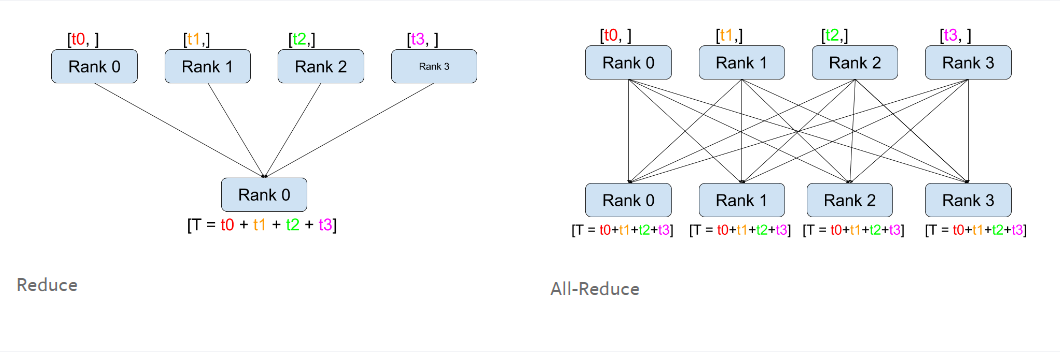 [t0, ]
[t1,]
[t2,]
[t3, ]
Rank 0
Rank 1
Rank 2
Rank 3
Rank 0
[T = t0 + t1 + t2 + t3]
Reduce
[t0, ]
[t1,]
[t2,]
[t3, ]
Rank 0
Rank 1
Rank 2
Rank 3
Rank 0
Rank 1
Rank 2
Rank 3
[T = t0+t1+t2+t3]
[T = t0+t1+t2+t3]
[T = t0+t1+t2+t3]
[T = t0+t1+t2+t3]
All-Reduce